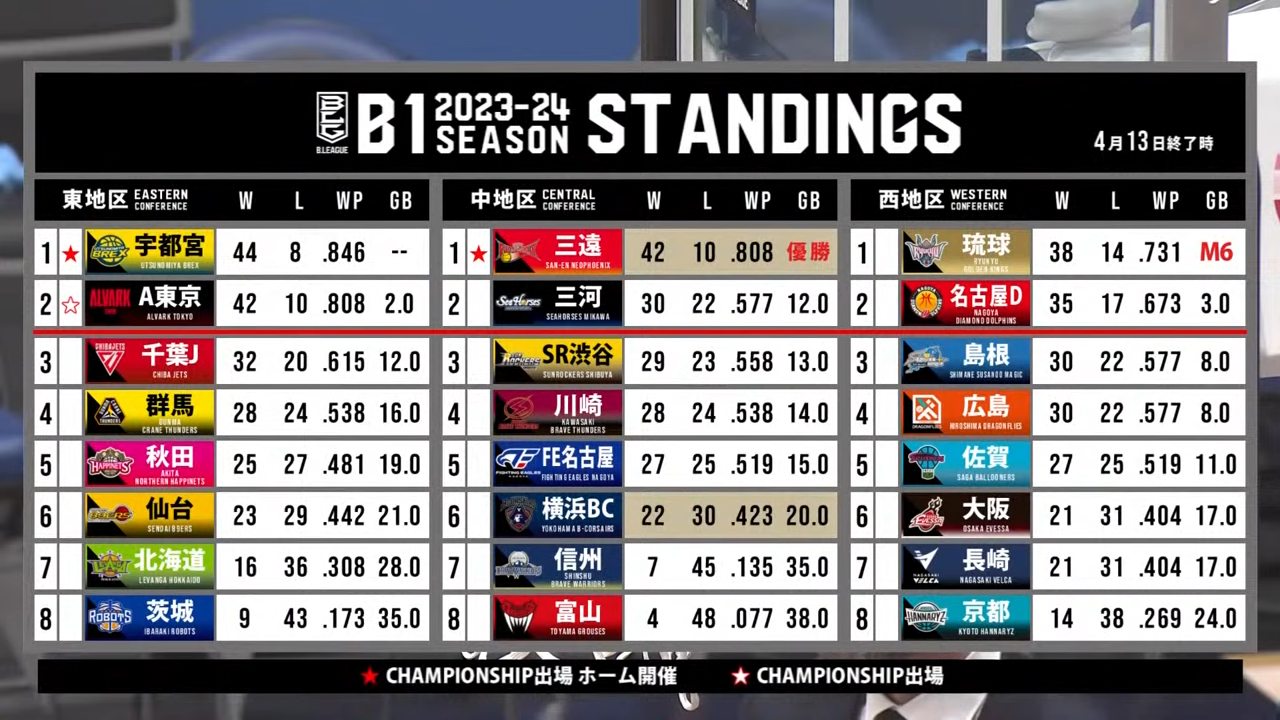 B.LEAGUE B1 2023-24 SEASON STANDINGS 4月13日終了時
東地区 EASTERN CONFERENCE W L WP GB
1 ★ 宇都宮 UTSUNOMIYA BREX 44 8 .846 --
2 ☆ A東京 ALVARK TOKYO 42 10 .808 2.0
3 千葉J CHIBA JETS 32 20 .615 12.0
4 群馬 GUNMA CRANE THUNDERS 28 24 .538 16.0
5 秋田 AKITA NORTHERN HAPPINETS 25 27 .481 19.0
6 仙台 SENDAI 89ERS 23 29 .442 21.0
7 北海道 LEVANGA HOKKAIDO 16 36 .308 28.0
8 茨城 IBARAKI ROBOTS 9 43 .173 35.0
中地区 CENTRAL CONFERENCE W L WP GB
1 ★ 三遠 SAN-EN NEOPHOENIX 42 10 .808 優勝
2 三河 SEAHORSES MIKAWA 30 22 .577 12.0
3 SR渋谷 SUNROCKERS SHIBUYA 29 23 .558 13.0
4 川崎 KAWASAKI BRAVE THUNDERS 28 24 .538 14.0
5 FE名古屋 FIGHTING EAGLES NAGOYA 27 25 .519 15.0
6 横浜BC YOKOHAMA B-CORSAIRS 22 30 .423 20.0
7 信州 SHINSHU BRAVE WARRIORS 7 45 .135 35.0
8 富山 TOYAMA GROUSES 4 48 .077 38.0
西地区 WESTERN CONFERENCE W L WP GB
1 琉球 RYUKYU GOLDEN KINGS 38 14 .731 M6
2 名古屋D NAGOYA DIAMOND DOLPHINS 35 17 .673 3.0
3 島根 SHIMANE SUSANOO MAGIC 30 22 .577 8.0
4 広島 HIROSHIMA DRAGONFLIES 30 22 .577 8.0
5 佐賀 SAGA BALLOONERS 27 25 .519 11.0
6 大阪 OSAKA EVESSA 21 31 .404 17.0
7 長崎 NAGASAKI VELCA 21 31 .404 17.0
8 京都 KYOTO HANNARYZ 14 38 .269 24.0
★ CHAMPIONSHIP出場 ホーム開催 ★ CHAMPIONSHIP出場